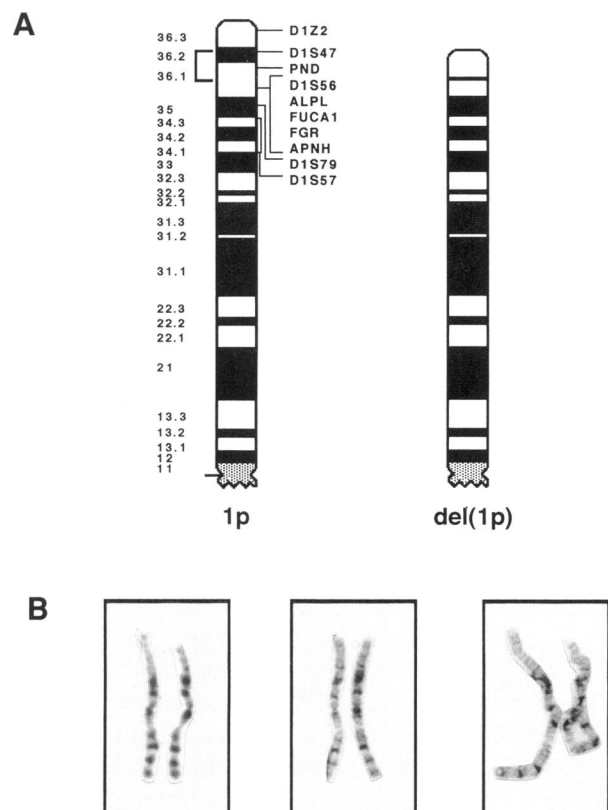 A
36.3
36.2
36.1
35
34.3
34.2
34.1
33
32.3
32.2
32.1
31.3
31.2
31.1
22.3
22.2
22.1
21
13.3
13.2
13.1
12
11
D1Z2
D1S47
PND
D1S56
ALPL
FUCA1
FGR
APNH
D1S79
D1S57
1p
del(1p)
B